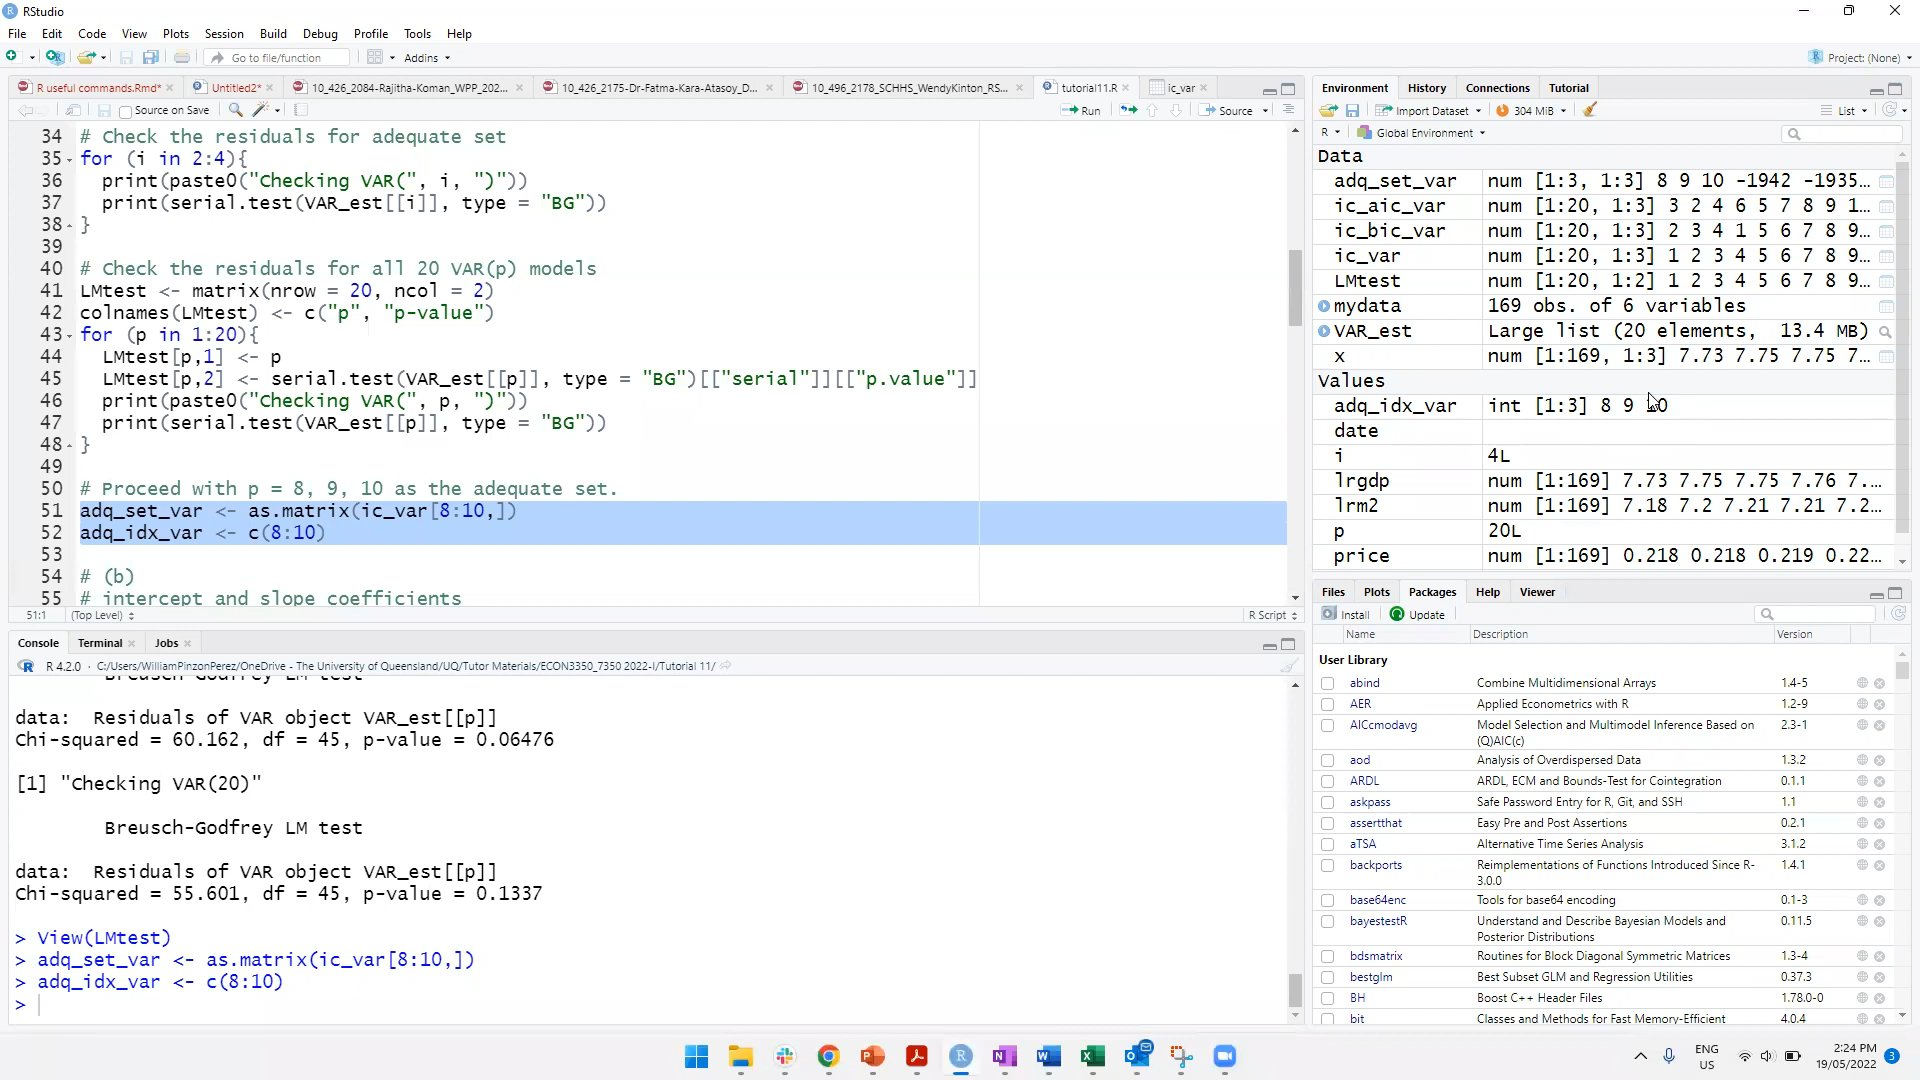 RStudio
File Edit Code View Plots Session Build Debug Profile Tools Help
Go to file/function Addins Project: (None)
R useful commands.Rmd* Untitled2* 10_426_2084-Rajitha-Koman_WPP_202... 10_426_2175-Dr-Fatma-Kara-Atasoy_D... 10_496_2178_SCHHS_WendyKinton_RS... tutorial11.R ic_var
Source on Save Run Source
34 # Check the residuals for adequate set
35 for (i in 2:4){
36 print(paste0("Checking VAR(", i, ")"))
37 print(serial.test(VAR_est[[i]], type = "BG"))
38 }
39
40 # Check the residuals for all 20 VAR(p) models
41 LMtest <- matrix(nrow = 20, ncol = 2)
42 colnames(LMtest) <- c("p", "p-value")
43 for (p in 1:20){
44 LMtest[p,1] <- p
45 LMtest[p,2] <- serial.test(VAR_est[[p]], type = "BG")[["serial"]][["p.value"]]
46 print(paste0("Checking VAR(", p, ")"))
47 print(serial.test(VAR_est[[p]], type = "BG"))
48 }
49
50 # Proceed with p = 8, 9, 10 as the adequate set.
51 adq_set_var <- as.matrix(ic_var[8:10,])
52 adq_idx_var <- c(8:10)
53
54 # (b)
55 # intercept and slope coefficients
51:1 (Top Level) R Script
Console Terminal Jobs
R 4.2.0 · C:/Users/WilliamPinzonPerez/OneDrive - The University of Queensland/UQ/Tutor Materials/ECON3350_7350 2022-I/Tutorial 11/
Breusch-Godfrey LM test
data: Residuals of VAR object VAR_est[[p]]
Chi-squared = 60.162, df = 45, p-value = 0.06476
[1] "Checking VAR(20)"
Breusch-Godfrey LM test
data: Residuals of VAR object VAR_est[[p]]
Chi-squared = 55.601, df = 45, p-value = 0.1337
> View(LMtest)
> adq_set_var <- as.matrix(ic_var[8:10,])
> adq_idx_var <- c(8:10)
>
Environment History Connections Tutorial
Import Dataset 304 MiB List
R Global Environment
Data
adq_set_var num [1:3, 1:3] 8 9 10 -1942 -1935...
ic_aic_var num [1:20, 1:3] 3 2 4 6 5 7 8 9 1...
ic_bic_var num [1:20, 1:3] 2 3 4 1 5 6 7 8 9...
ic_var num [1:20, 1:3] 1 2 3 4 5 6 7 8 9...
LMtest num [1:20, 1:2] 1 2 3 4 5 6 7 8 9...
mydata 169 obs. of 6 variables
VAR_est Large list (20 elements, 13.4 MB)
x num [1:169, 1:3] 7.73 7.75 7.75 7...
Values
adq_idx_var int [1:3] 8 9 10
date
i 4L
lrgdp num [1:169] 7.73 7.75 7.75 7.76 7....
lrm2 num [1:169] 7.18 7.2 7.21 7.21 7.2...
p 20L
price num [1:169] 0.218 0.218 0.219 0.22...
Files Plots Packages Help Viewer
Install Update
Name Description Version
User Library
abind Combine Multidimensional Arrays 1.4-5
AER Applied Econometrics with R 1.2-9
AICcmodavg Model Selection and Multimodel Inference Based on 2.3-1
(Q)AIC(c)
aod Analysis of Overdispersed Data 1.3.2
ARDL ARDL, ECM and Bounds-Test for Cointegration 0.1.1
askpass Safe Password Entry for R, Git, and SSH 1.1
assertthat Easy Pre and Post Assertions 0.2.1
aTSA Alternative Time Series Analysis 3.1.2
backports Reimplementations of Functions Introduced Since R- 1.4.1
3.0.0
base64enc Tools for base64 encoding 0.1-3
bayestestR Understand and Describe Bayesian Models and 0.11.5
Posterior Distributions
bdsmatrix Routines for Block Diagonal Symmetric Matrices 1.3-4
bestglm Best Subset GLM and Regression Utilities 0.37.3
BH Boost C++ Header Files 1.78.0-0
bit Classes and Methods for Fast Memory-Efficient 4.0.4
ENG
US
2:24 PM
19/05/2022
3